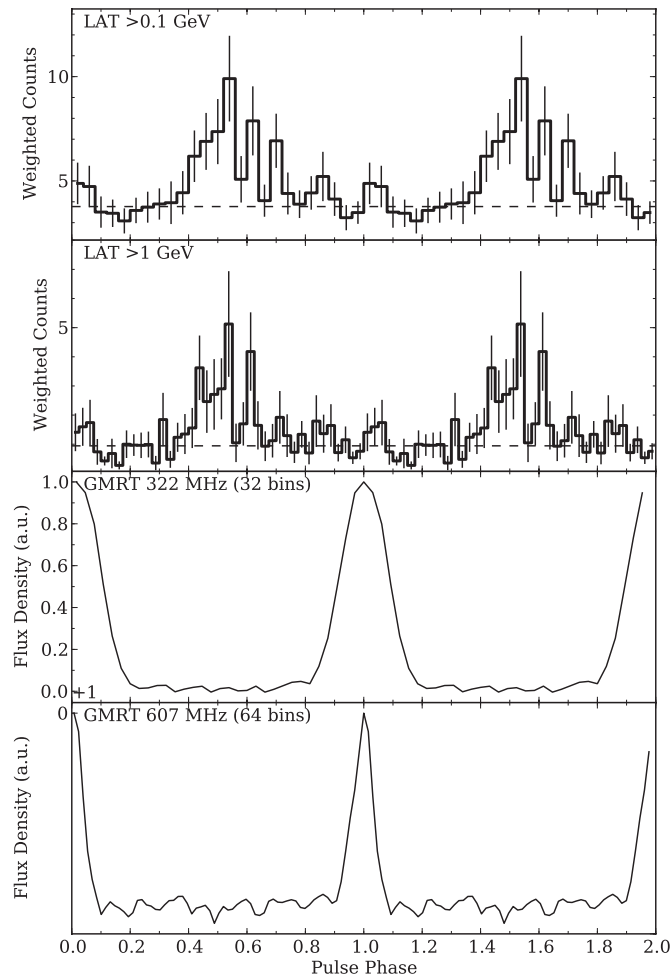 LAT >0.1 GeV
10
5
Weighted Counts
LAT >1 GeV
5
Weighted Counts
GMRT 322 MHz (32 bins)
1.0
0.8
0.6
0.4
0.2
0.0
+1
Flux Density (a.u.)
GMRT 607 MHz (64 bins)
0
Flux Density (a.u.)
0.0 0.2 0.4 0.6 0.8 1.0 1.2 1.4 1.6 1.8 2.0
Pulse Phase